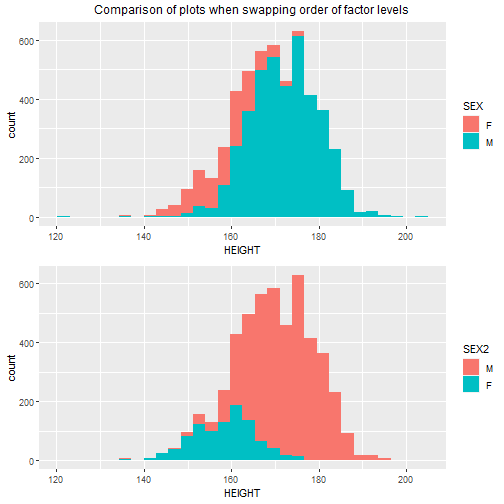 Comparison of plots when swapping order of factor levels
600
400
200
0
count
120 140 160 180 200
HEIGHT
SEX
F
M
600
400
200
0
count
120 140 160 180 200
HEIGHT
SEX2
M
F